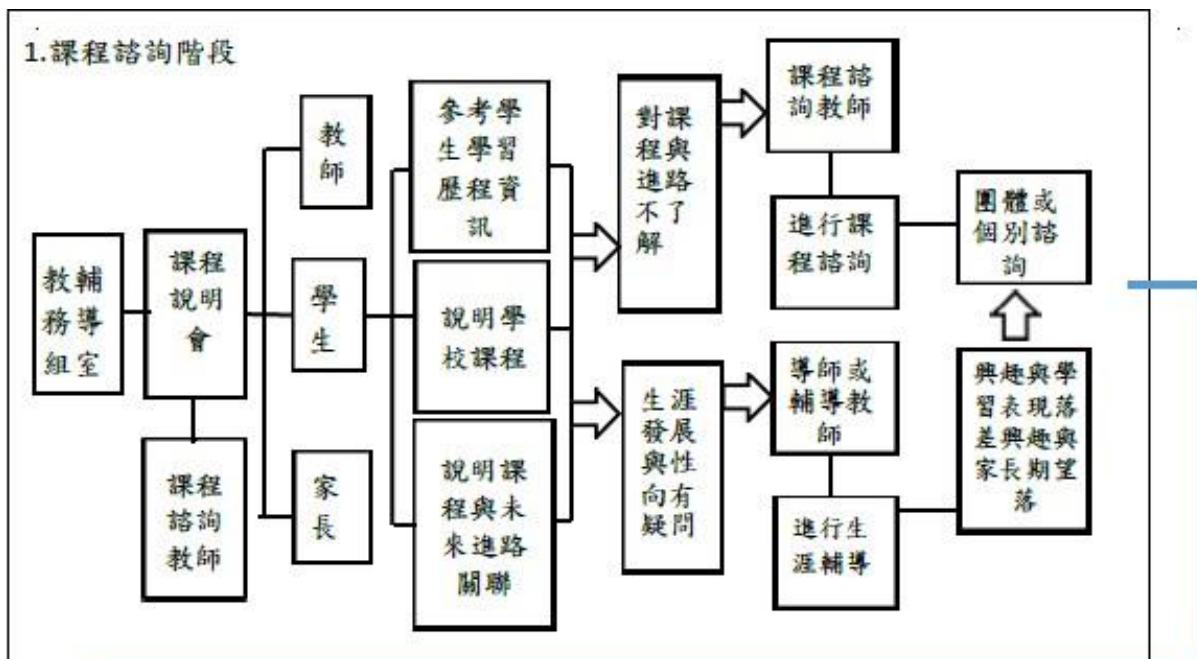 1.課程諮詢階段
教輔
務導
組室
課程
說明
會
課程
諮詢
教師
教
師
學
生
家
長
參考學
生學習
歷程資
訊
說明學
校課程
說明課
程與未
來進路
關聯
對課
程與
進路
不了
解
生涯
發展
與性
向有
疑問
課程諮
詢教師
進行課
程諮詢
導師或
輔導教
師
進行生
涯輔導
團體或
個別諮
詢
興趣與學
習表現落
差興趣與
家長期望
落